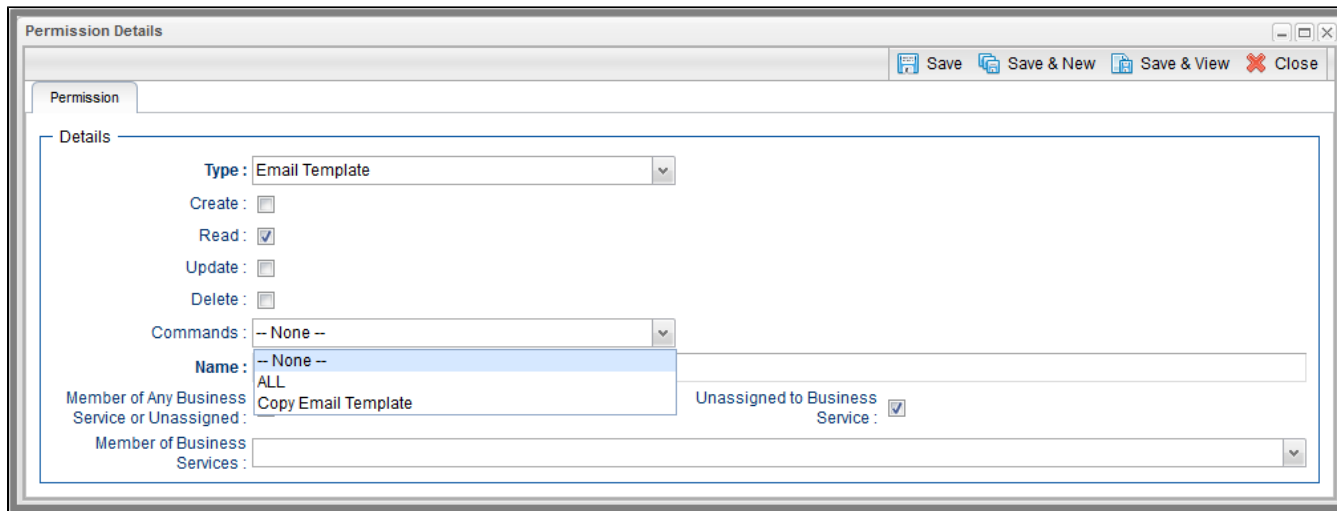 Permission Details
Save Save & New Save & View Close
Permission
Details
Type : Email Template
Create :
Read :
Update :
Delete :
Commands : -- None --
Name : -- None --
ALL
Copy Email Template
Member of Any Business
Service or Unassigned :
Unassigned to Business
Service :
Member of Business
Services :